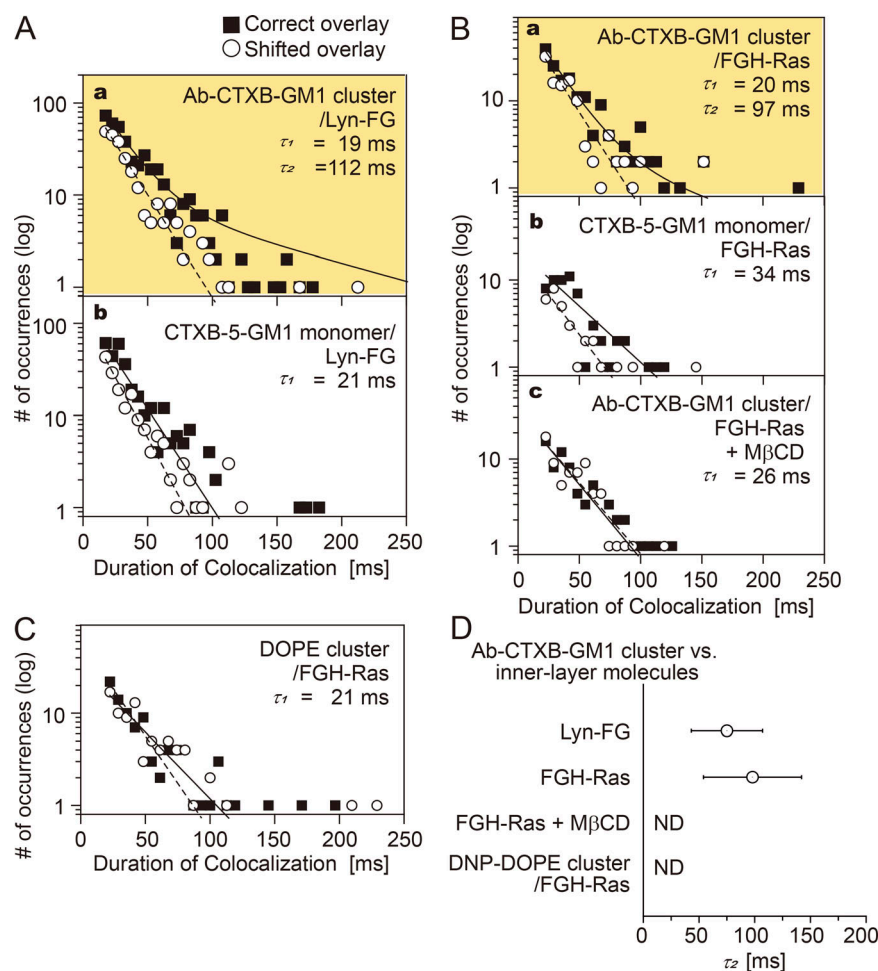 A
■ Correct overlay
○ Shifted overlay
a
Ab-CTXB-GM1 cluster
/Lyn-FG
τ1 = 19 ms
τ2 =112 ms
100
10
1
b
CTXB-5-GM1 monomer/
Lyn-FG
τ1 = 21 ms
100
10
1
# of occurrences (log)
0 50 100 150 200 250
Duration of Colocalization [ms]
B
a
Ab-CTXB-GM1 cluster
/FGH-Ras
τ1 = 20 ms
τ2 = 97 ms
10
1
b
CTXB-5-GM1 monomer/
FGH-Ras
τ1 = 34 ms
10
1
c
Ab-CTXB-GM1 cluster/
FGH-Ras
+ MβCD
τ1 = 26 ms
10
1
# of occurrences (log)
0 50 100 150 200 250
Duration of Colocalization [ms]
C
DOPE cluster
/FGH-Ras
τ1 = 21 ms
10
1
# of occurrences (log)
0 50 100 150 200 250
Duration of Colocalization [ms]
D
Ab-CTXB-GM1 cluster vs.
inner-layer molecules
Lyn-FG
FGH-Ras
FGH-Ras + MβCD ND
DNP-DOPE cluster
/FGH-Ras
ND
0 50 100 150 200
τ2 [ms]